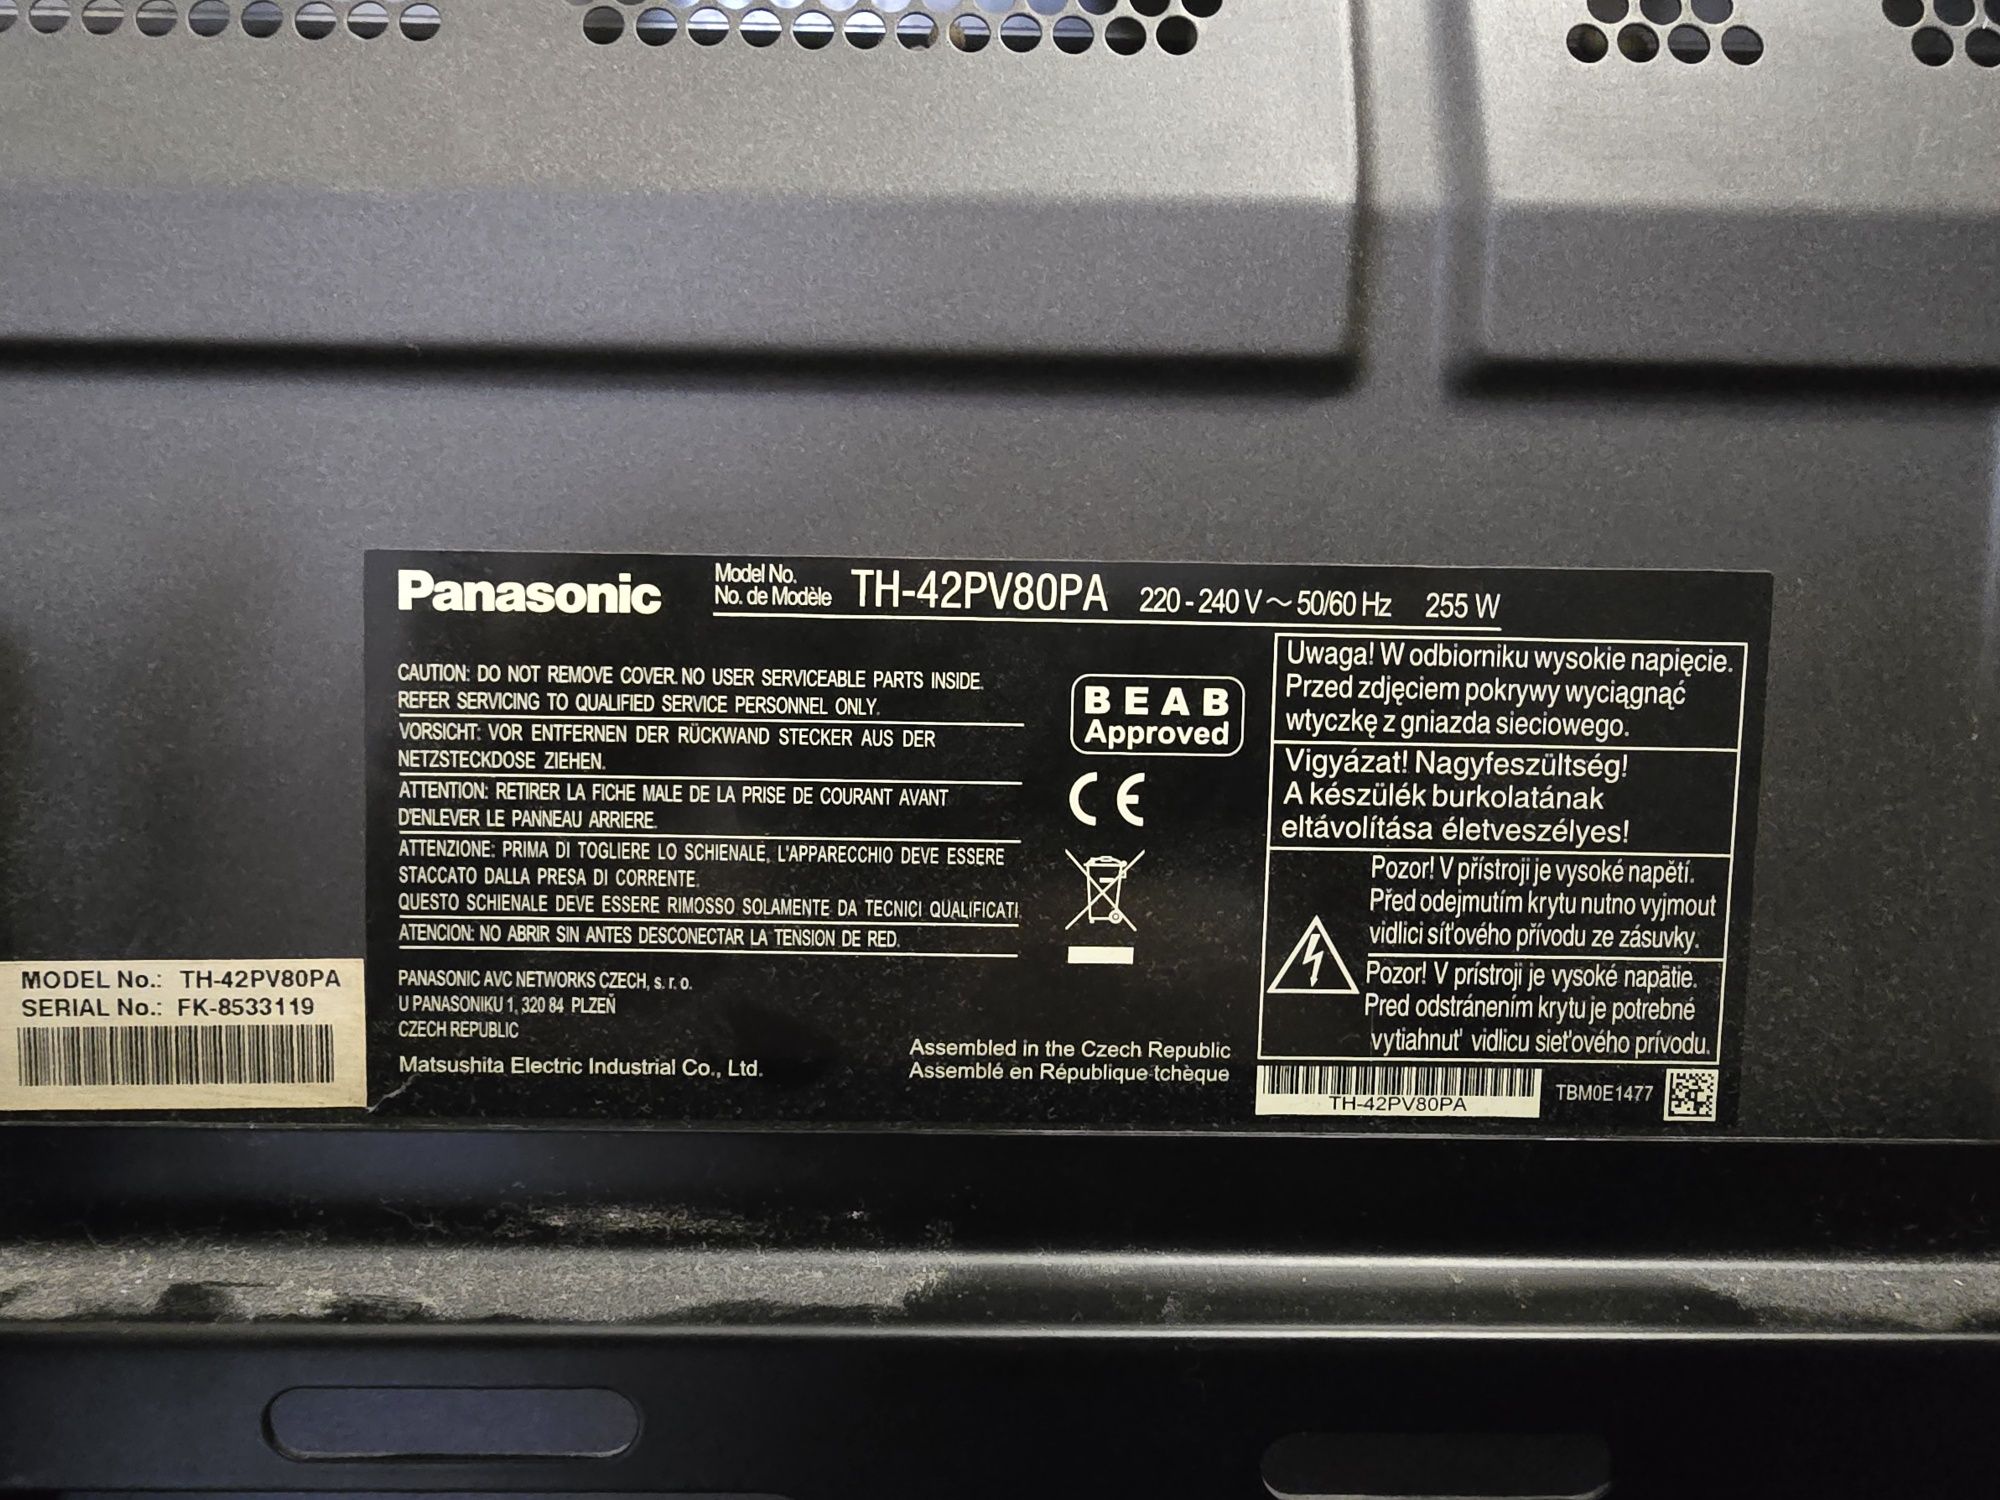 Panasonic
Model No.
No. de Modèle
TH-42PV80PA 220 - 240 V ~ 50/60 Hz 255 W
CAUTION: DO NOT REMOVE COVER. NO USER SERVICEABLE PARTS INSIDE.
REFER SERVICING TO QUALIFIED SERVICE PERSONNEL ONLY.
VORSICHT: VOR ENTFERNEN DER RÜCKWAND STECKER AUS DER
NETZSTECKDOSE ZIEHEN.
ATTENTION: RETIRER LA FICHE MALE DE LA PRISE DE COURANT AVANT
D'ENLEVER LE PANNEAU ARRIERE.
ATTENZIONE: PRIMA DI TOGLIERE LO SCHIENALE, L'APPARECCHIO DEVE ESSERE
STACCATO DALLA PRESA DI CORRENTE.
QUESTO SCHIENALE DEVE ESSERE RIMOSSO SOLAMENTE DA TECNICI QUALIFICATI.
ATENCION: NO ABRIR SIN ANTES DESCONECTAR LA TENSION DE RED.
PANASONIC AVC NETWORKS CZECH, s. r. o.
U PANASONIKU 1, 320 84 PLZEŇ
CZECH REPUBLIC
Matsushita Electric Industrial Co., Ltd.
BEAB
Approved
CE
Assembled in the Czech Republic
Assemblé en République tchèque
Uwaga! W odbiorniku wysokie napięcie.
Przed zdjęciem pokrywy wyciągnąć
wtyczkę z gniazda sieciowego.
Vigyázat! Nagyfeszültség!
A készülék burkolatának
eltávolítása életveszélyes!
Pozor! V přístroji je vysoké napětí.
Před odejmutím krytu nutno vyjmout
vidlici síťového přívodu ze zásuvky.
Pozor! V prístroji je vysoké napätie.
Pred odstránením krytu je potrebné
vytiahnuť vidlicu sieťového prívodu.
TH-42PV80PA
TBM0E1477
MODEL No.: TH-42PV80PA
SERIAL No.: FK-8533119